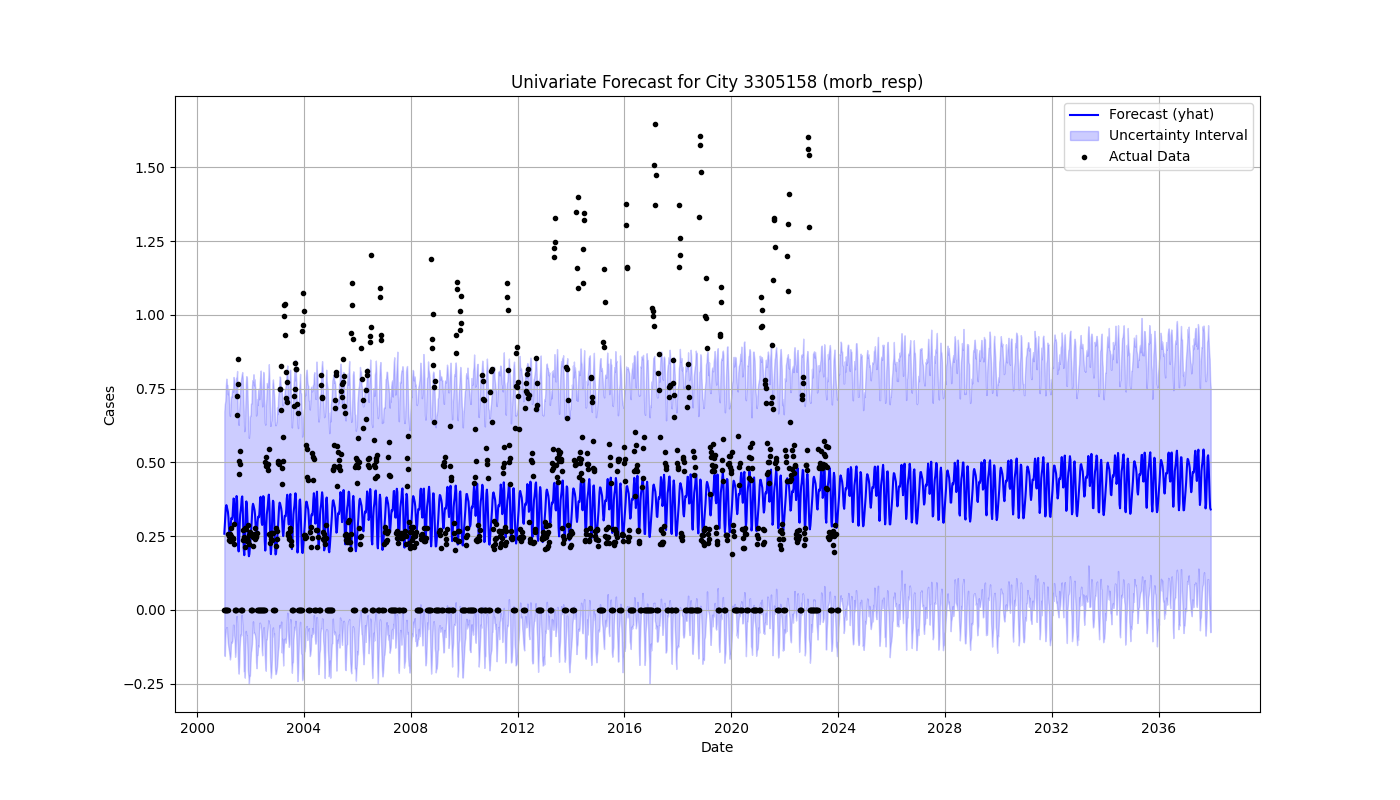 Univariate Forecast for City 3305158 (morb_resp)
Forecast (yhat)
Uncertainty Interval
Actual Data
Cases
1.50
1.25
1.00
0.75
0.50
0.25
0.00
−0.25
2000 2004 2008 2012 2016 2020 2024 2028 2032 2036
Date